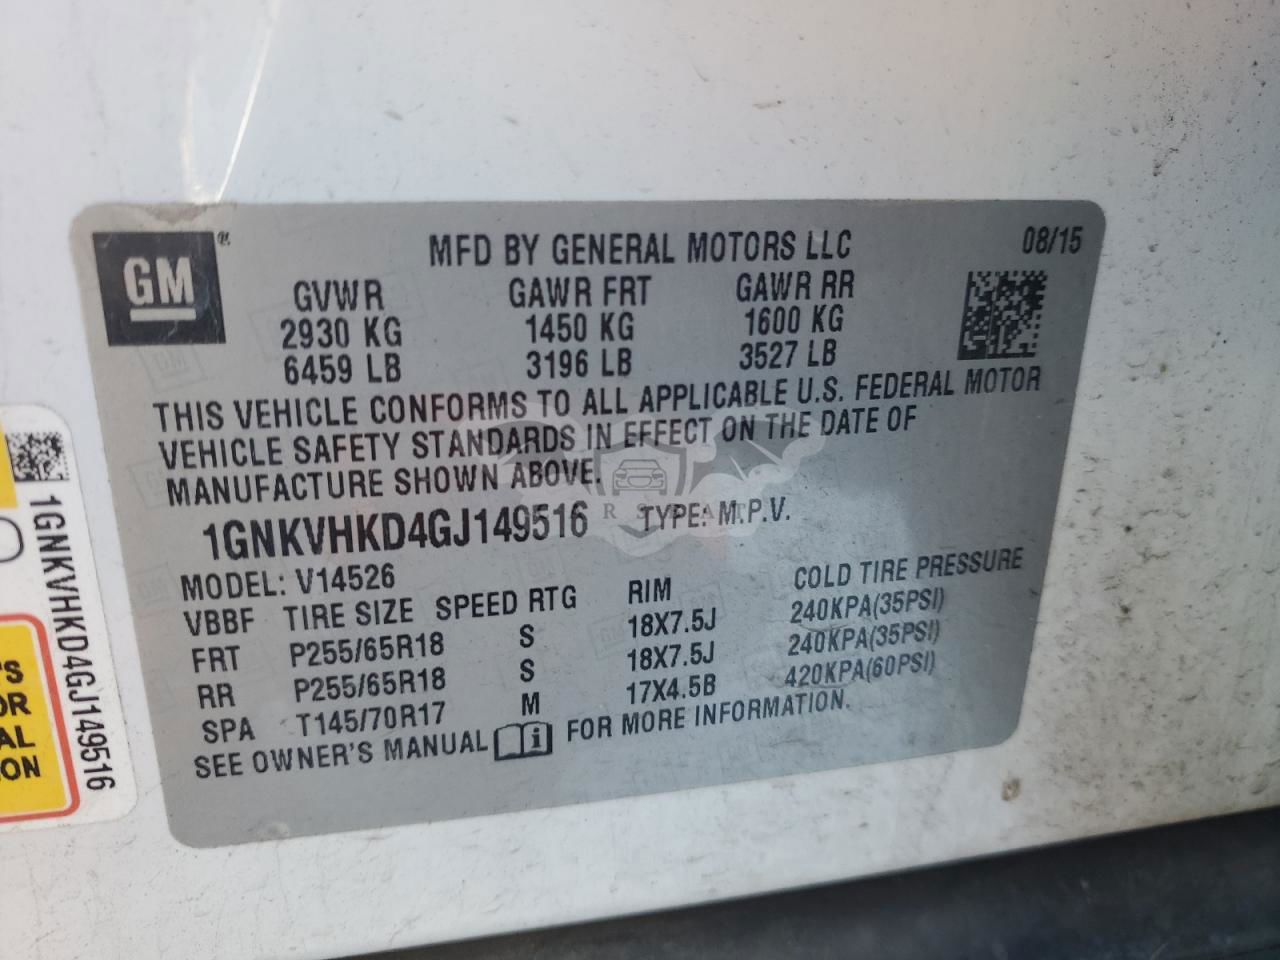 GM
MFD BY GENERAL MOTORS LLC 08/15
GVWR GAWR FRT GAWR RR
2930 KG 1450 KG 1600 KG
6459 LB 3196 LB 3527 LB
THIS VEHICLE CONFORMS TO ALL APPLICABLE U.S. FEDERAL MOTOR
VEHICLE SAFETY STANDARDS IN EFFECT ON THE DATE OF
MANUFACTURE SHOWN ABOVE.
1GNKVHKD4GJ149516 TYPE: M.P.V.
MODEL: V14526
VBBF TIRE SIZE SPEED RTG RIM COLD TIRE PRESSURE
FRT P255/65R18 S 18X7.5J 240KPA(35PSI)
RR P255/65R18 S 18X7.5J 240KPA(35PSI)
SPA T145/70R17 M 17X4.5B 420KPA(60PSI)
SEE OWNER'S MANUAL i FOR MORE INFORMATION.
1GNKVHKD4GJ149516